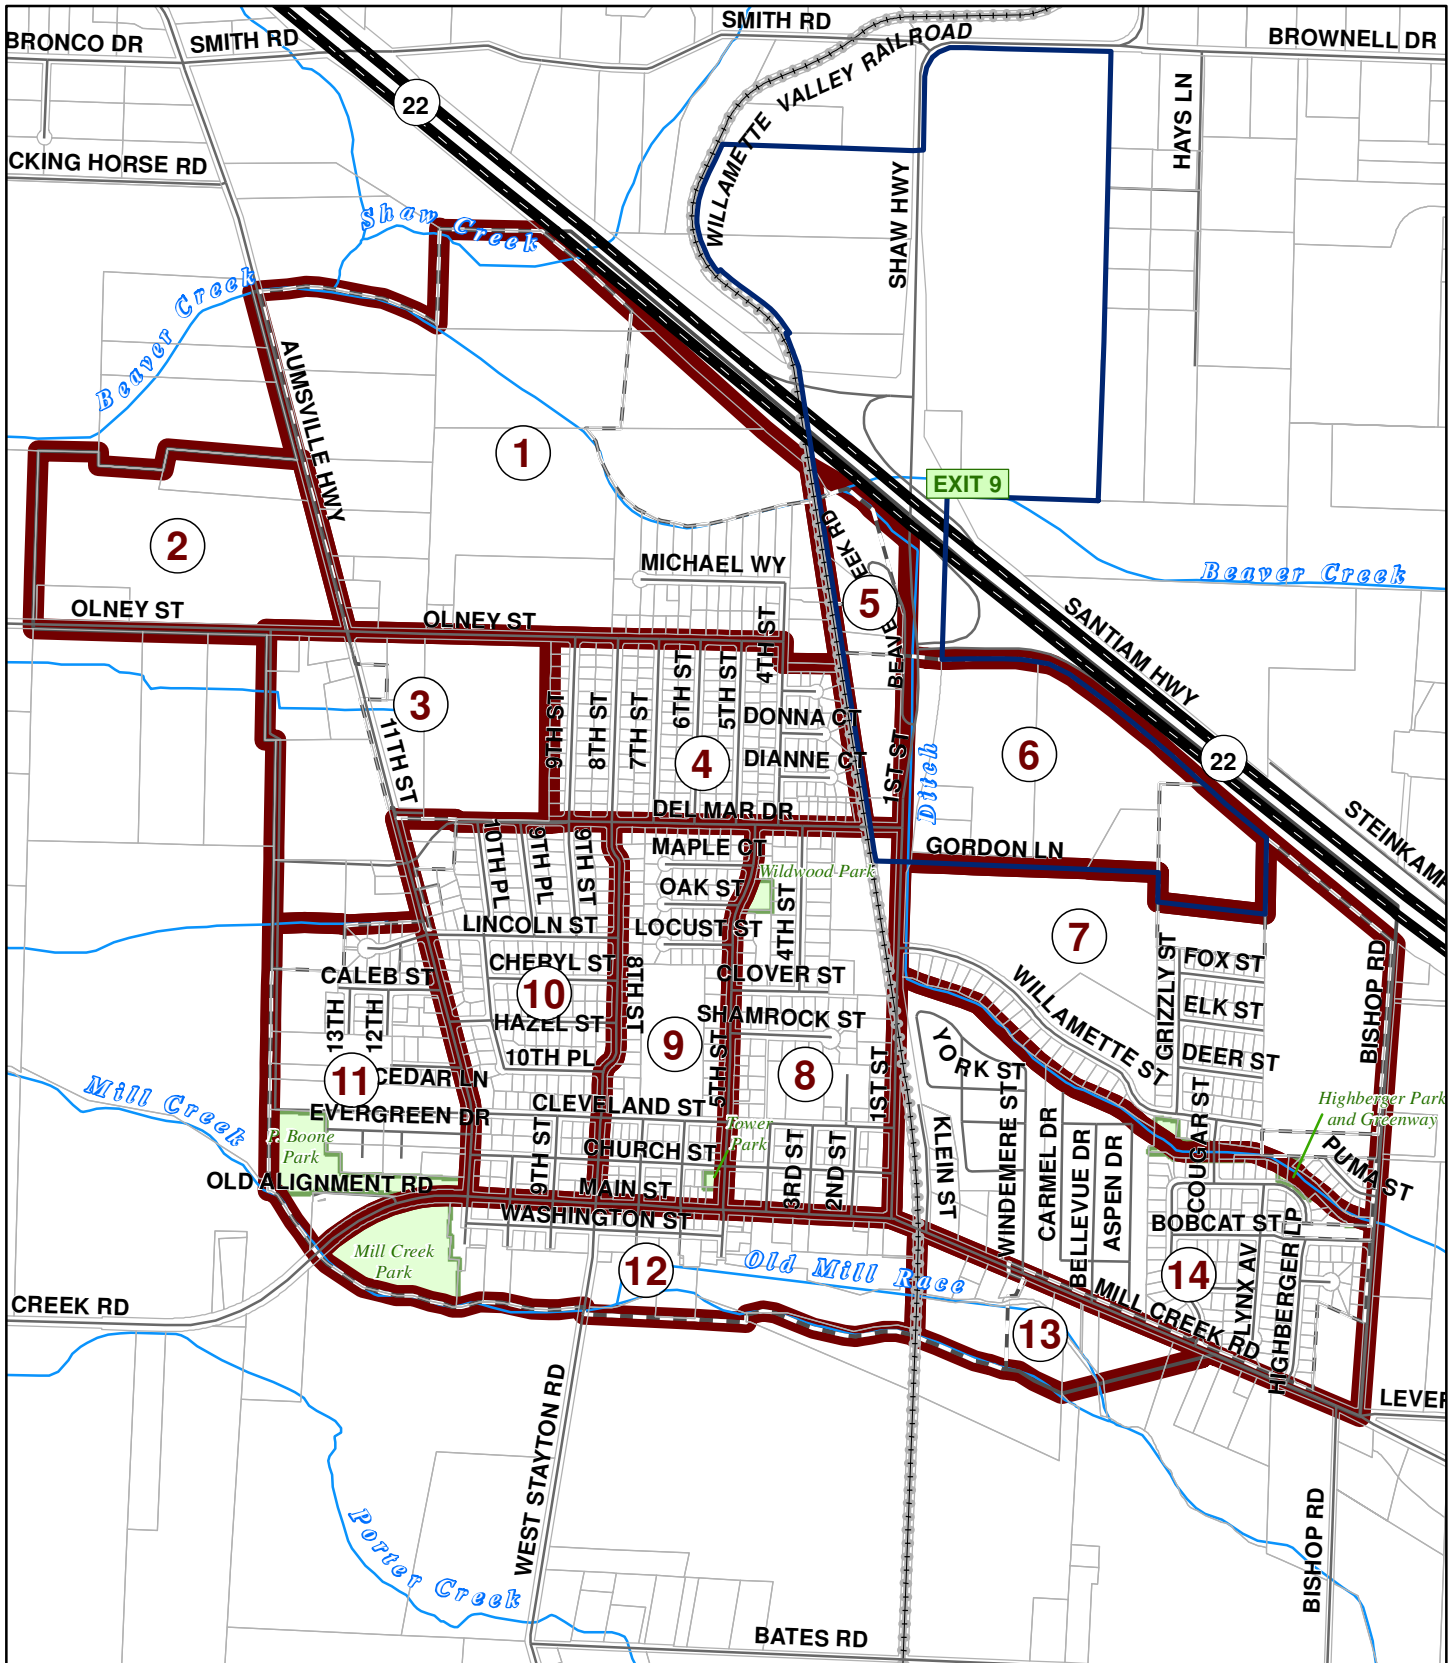 BRONCO DR
SMITH RD
SMITH RD
BROWNELL DR
22
WILLAMETTE VALLEY RAILROAD
HAYS LN
CKING HORSE RD
SHAW HWY
Shaw Creek
Beaver Creek
AUMSVILLE HWY
1
EXIT 9
2
MICHAEL WY
BEAVER CREEK RD
5
Beaver Creek
OLNEY ST
OLNEY ST
4TH ST
SANTIAM HWY
3
9TH ST
8TH ST
7TH ST
6TH ST
5TH ST
DONNA CT
4
DIANNE CT
1ST ST
Ditch
6
22
11TH ST
DEL MAR DR
STEINKAMP
10TH PL
9TH PL
9TH ST
MAPLE CT
GORDON LN
Wildwood Park
OAK ST
4TH ST
LINCOLN ST
LOCUST ST
7
CALEB ST
CHERYL ST
8TH ST
CLOVER ST
WILLAMETTE ST
GRIZZLY ST
FOX ST
BISHOP RD
10
ELK ST
13TH
12TH
HAZEL ST
9
SHAMROCK ST
YORK ST
10TH PL
5TH ST
8
1ST ST
DEER ST
11
CEDAR LN
Mill Creek
EVERGREEN DR
CLEVELAND ST
COUGAR ST
Highberger Park
and Greenway
P. Boone
Park
9TH ST
CHURCH ST
Tower
Park
3RD ST
2ND ST
KLEIN ST
WINDEMERE ST
CARMEL DR
BELLEVUE DR
ASPEN DR
PUMA ST
OLD ALIGNMENT RD
MAIN ST
WASHINGTON ST
BOBCAT ST
Mill Creek
Park
12
Old Mill Race
14
LYNX AV
HIGHBERGER LP
CREEK RD
13
MILL CREEK RD
WEST STAYTON RD
LEVER
Porter Creek
BISHOP RD
BATES RD